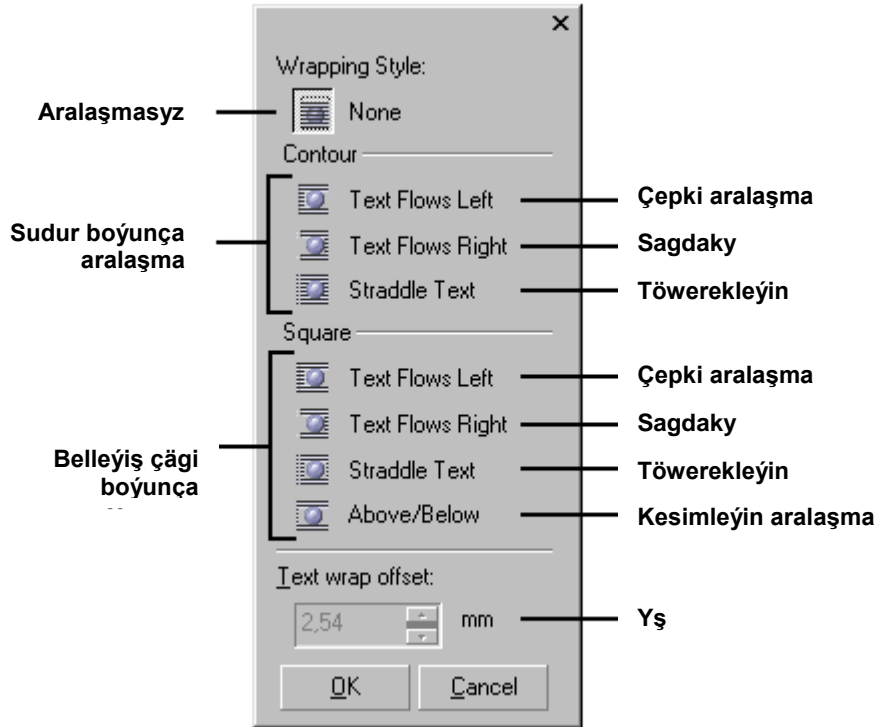 Wrapping Style:
Aralaşmasyz
None
Contour
Sudur boýunça
aralaşma
Text Flows Left
Çepki aralaşma
Text Flows Right
Sagdaky
Straddle Text
Töwerekleýin
Square
Belleýiş çägi
boýunça
Text Flows Left
Çepki aralaşma
Text Flows Right
Sagdaky
Straddle Text
Töwerekleýin
Above/Below
Kesimleýin aralaşma
Text wrap offset:
2,54
mm
Yş
OK
Cancel